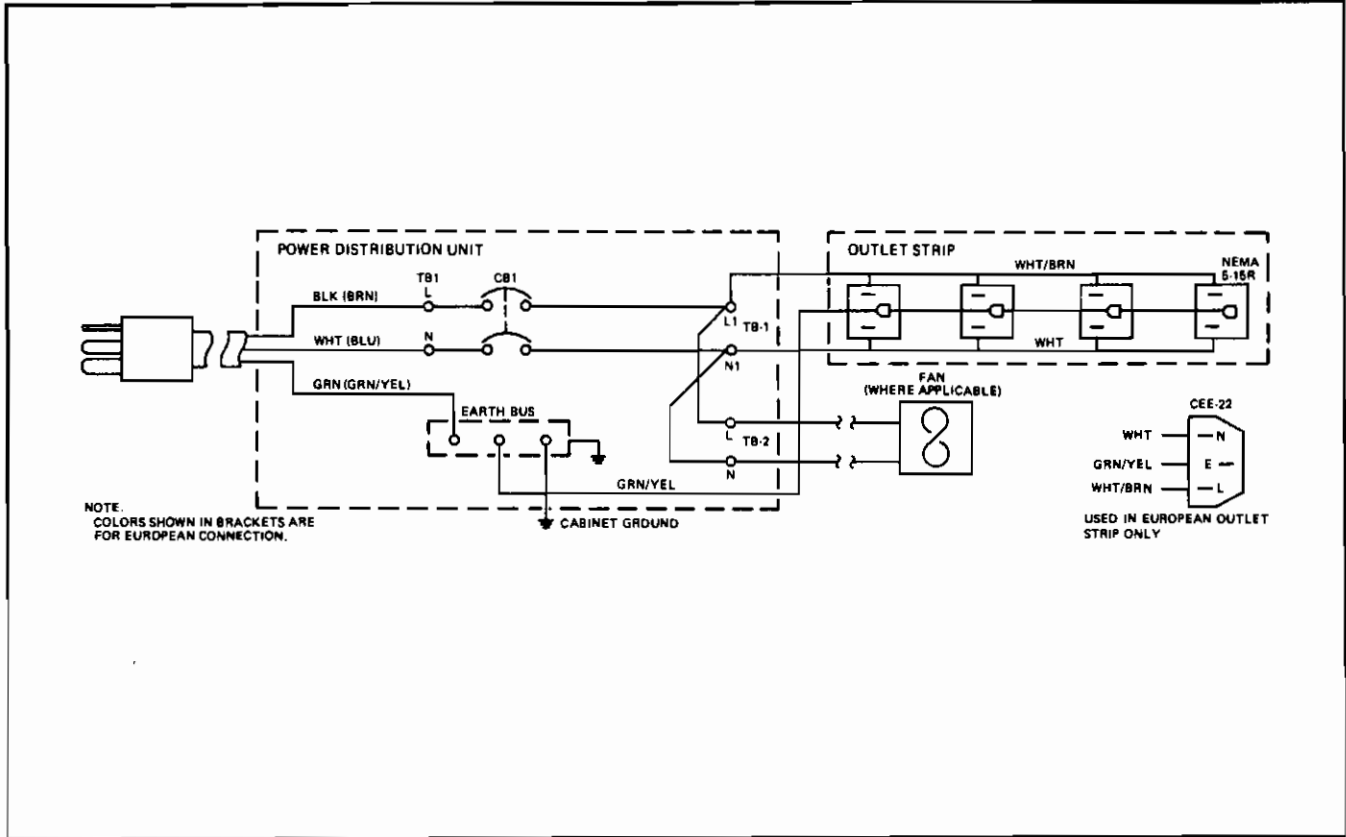 POWER DISTRIBUTION UNIT
TB1
L
CB1
BLK (BRN)
WHT (BLU)
N
GRN (GRN/YEL)
EARTH BUS
L1
TB-1
N1
L
TB-2
N
GRN/YEL
CABINET GROUND
NOTE.
COLORS SHOWN IN BRACKETS ARE
FOR EUROPEAN CONNECTION.
OUTLET STRIP
WHT/BRN
NEMA
5-15R
WHT
FAN
(WHERE APPLICABLE)
CEE-22
WHT
N
GRN/YEL
E
WHT/BRN
L
USED IN EUROPEAN OUTLET
STRIP ONLY